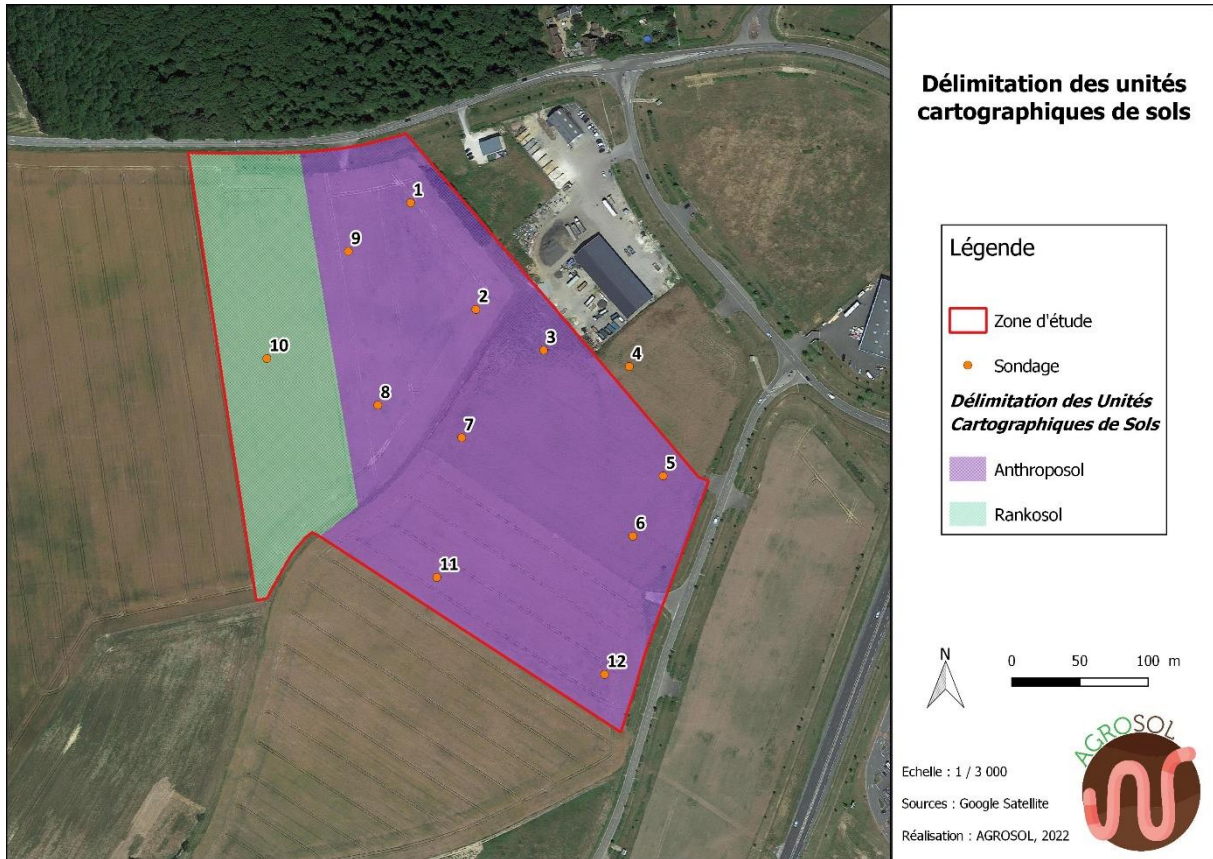 Délimitation des unités
cartographiques de sols
Légende
Zone d'étude
Sondage
Délimitation des Unités
Cartographiques de Sols
Anthroposol
Rankosol
1
9
2
3
10
4
8
7
5
6
11
12
N
0 50 100 m
Echelle : 1 / 3 000
Sources : Google Satellite
Réalisation : AGROSOL, 2022
AGROSOL